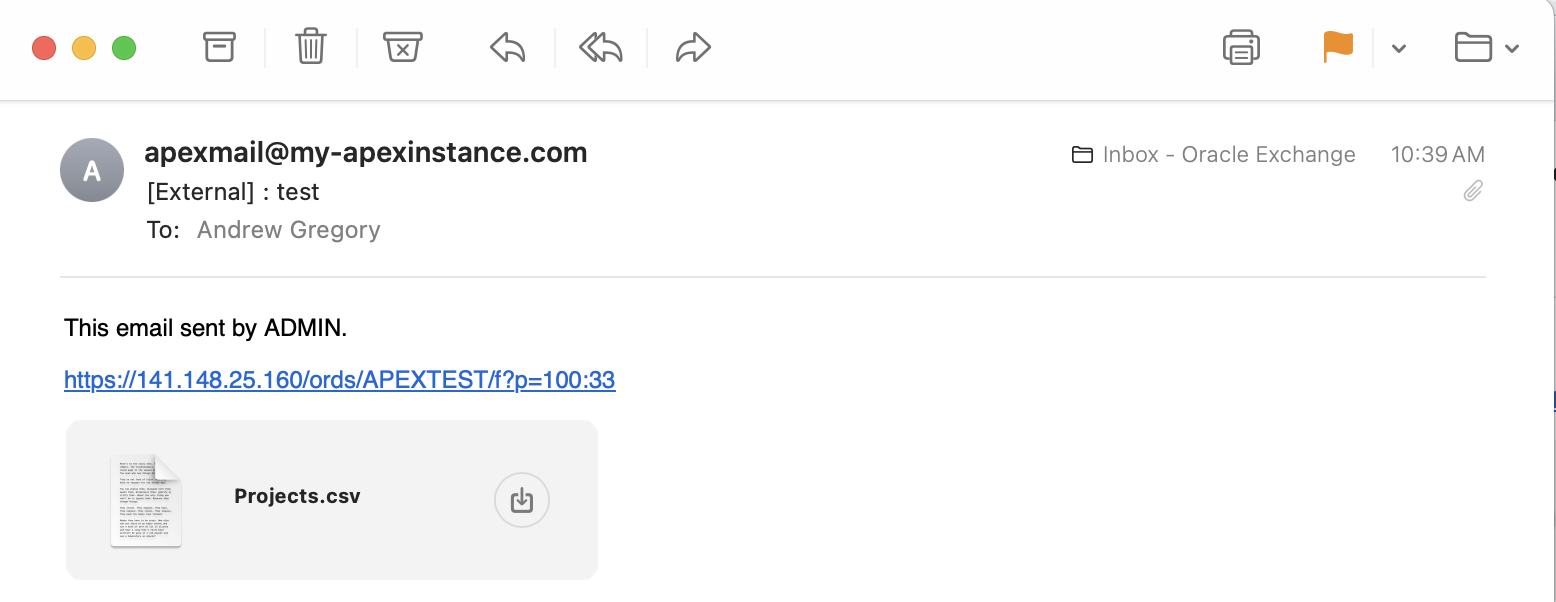 A
apexmail@my-apexinstance.com
Inbox - Oracle Exchange
10:39 AM
[External] : test
To: Andrew Gregory
This email sent by ADMIN.
https://141.148.25.160/ords/APEXTEST/f?p=100:33
Projects.csv